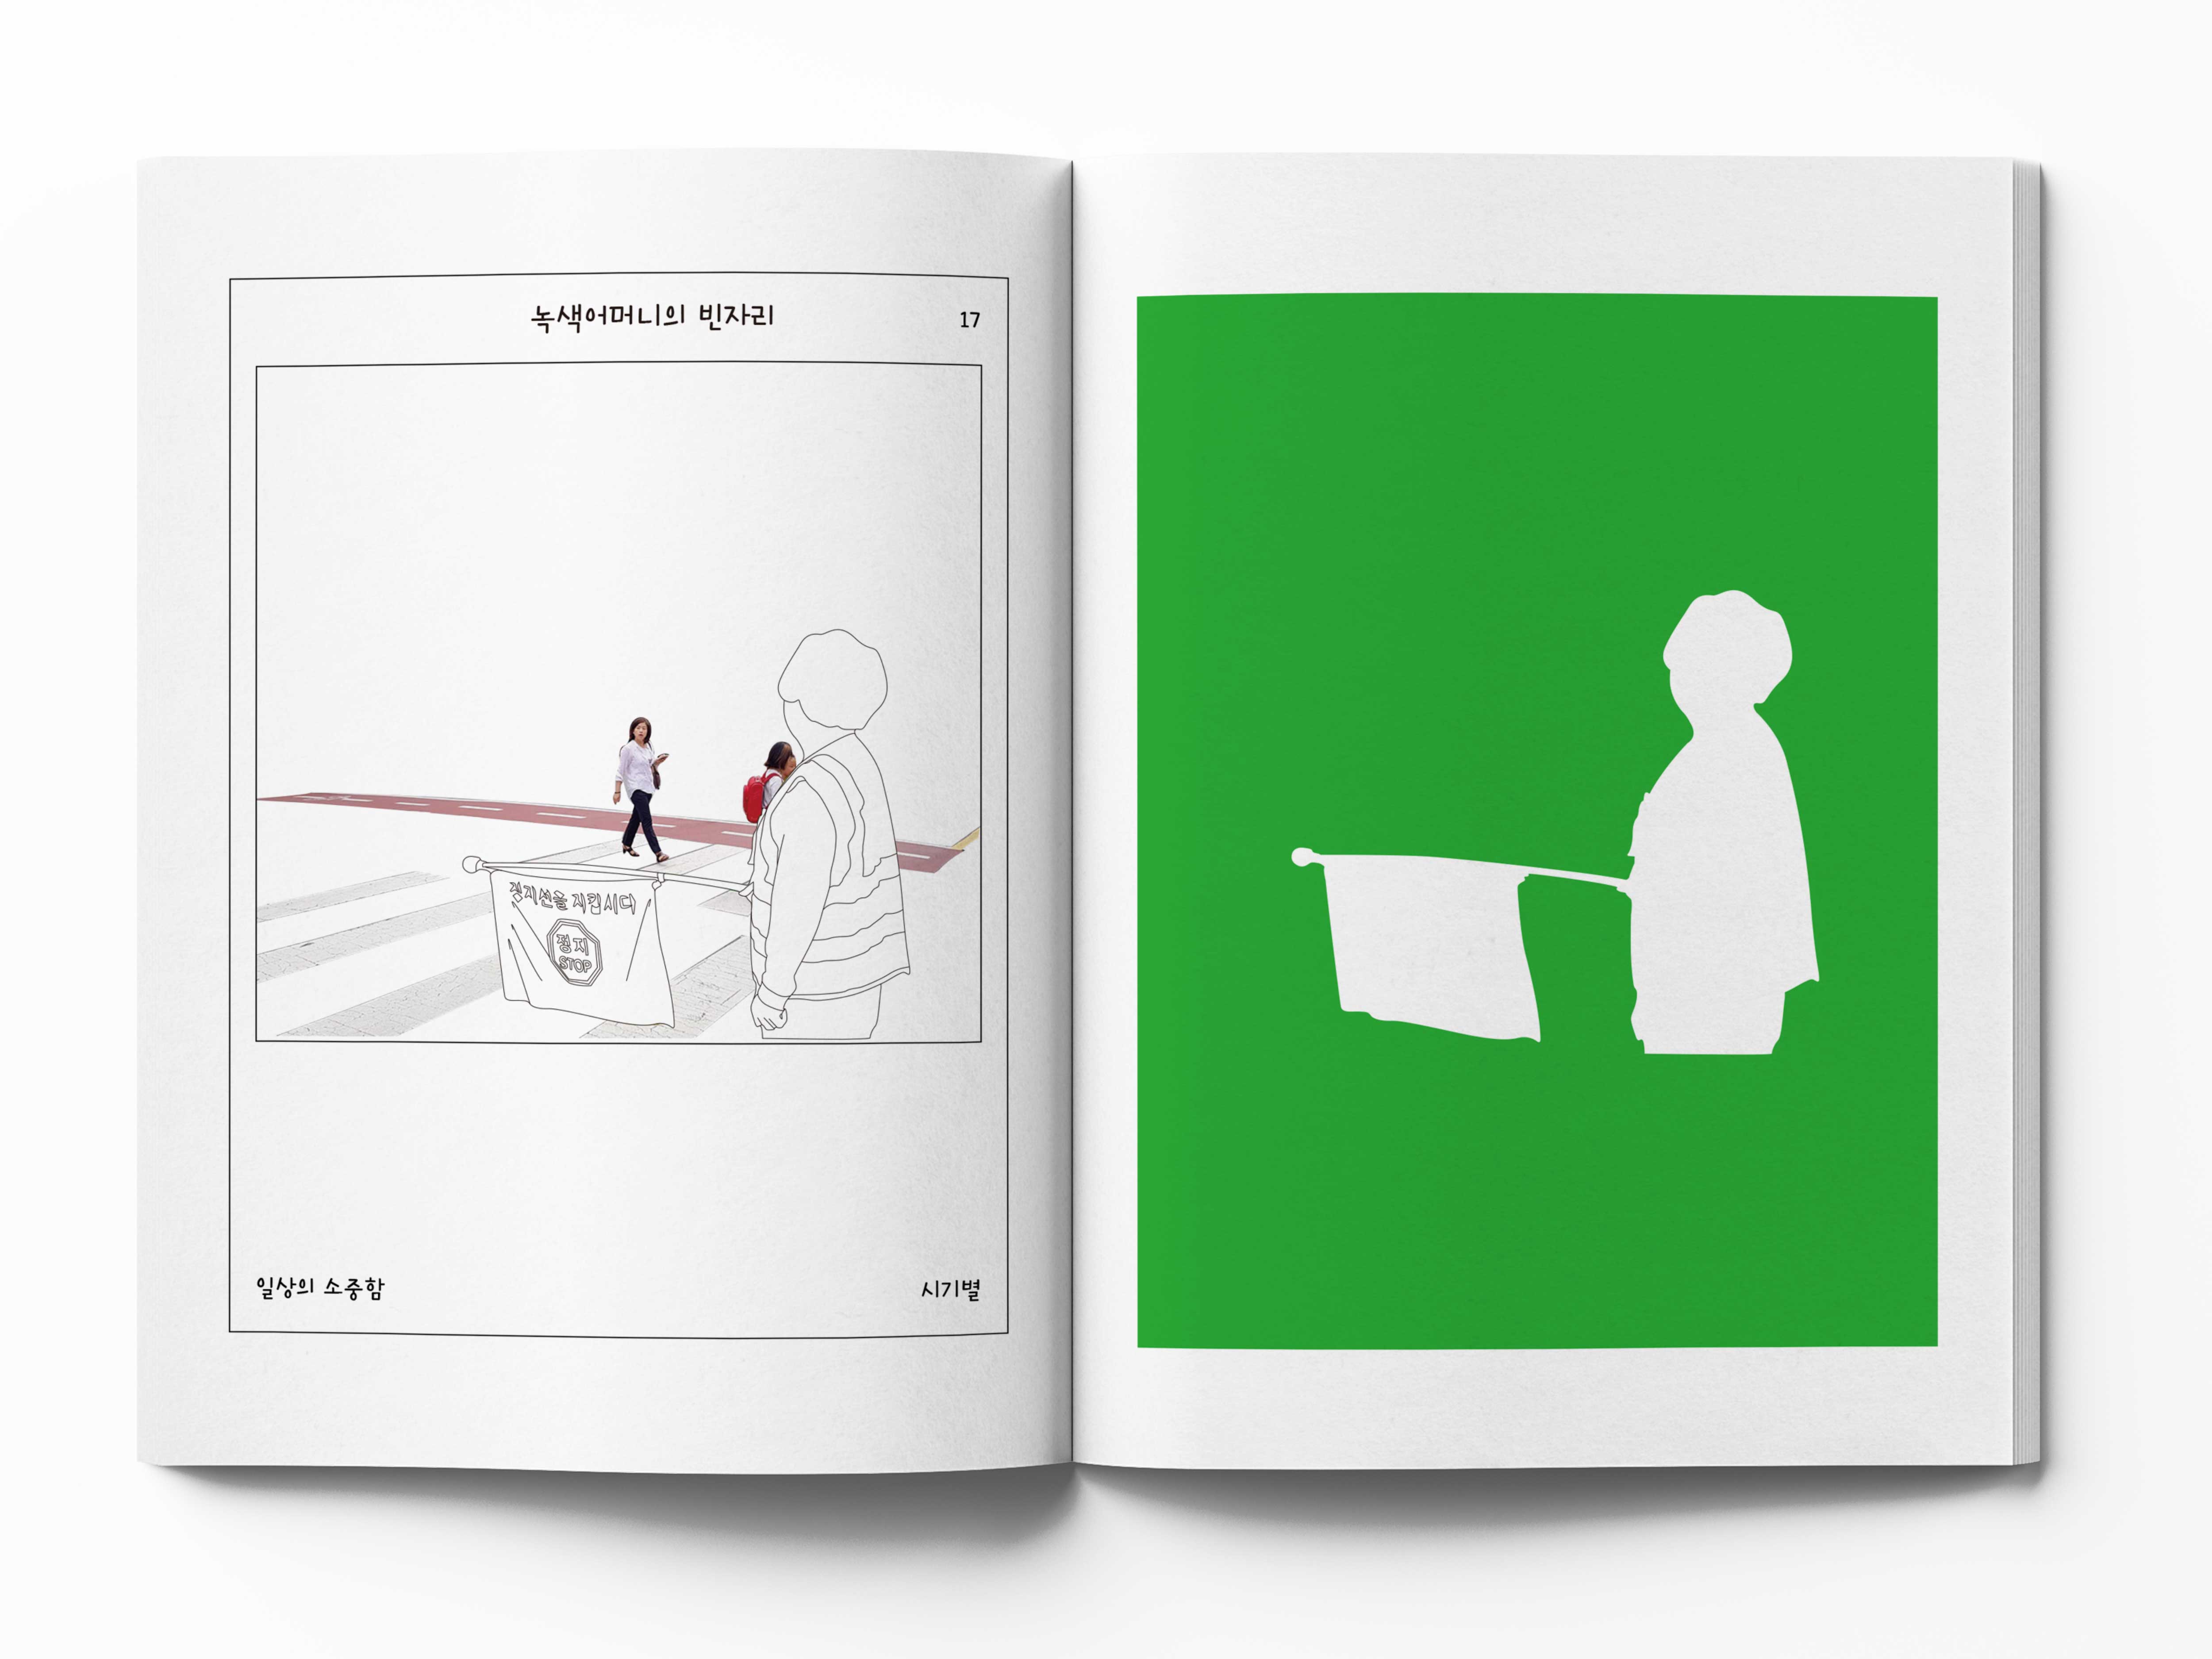 녹색어머니의 빈자리
17
정지선을 지킵시다
정지
STOP
일상의 소중함
시기별